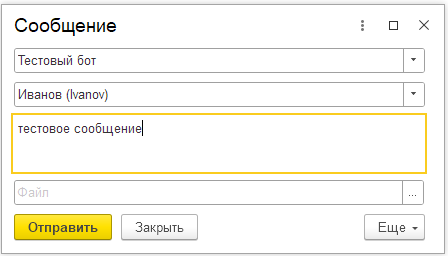 Сообщение
Тестовый бот
Иванов (Ivanov)
тестовое сообщение
Файл
...
Отправить
Закрыть
Еще